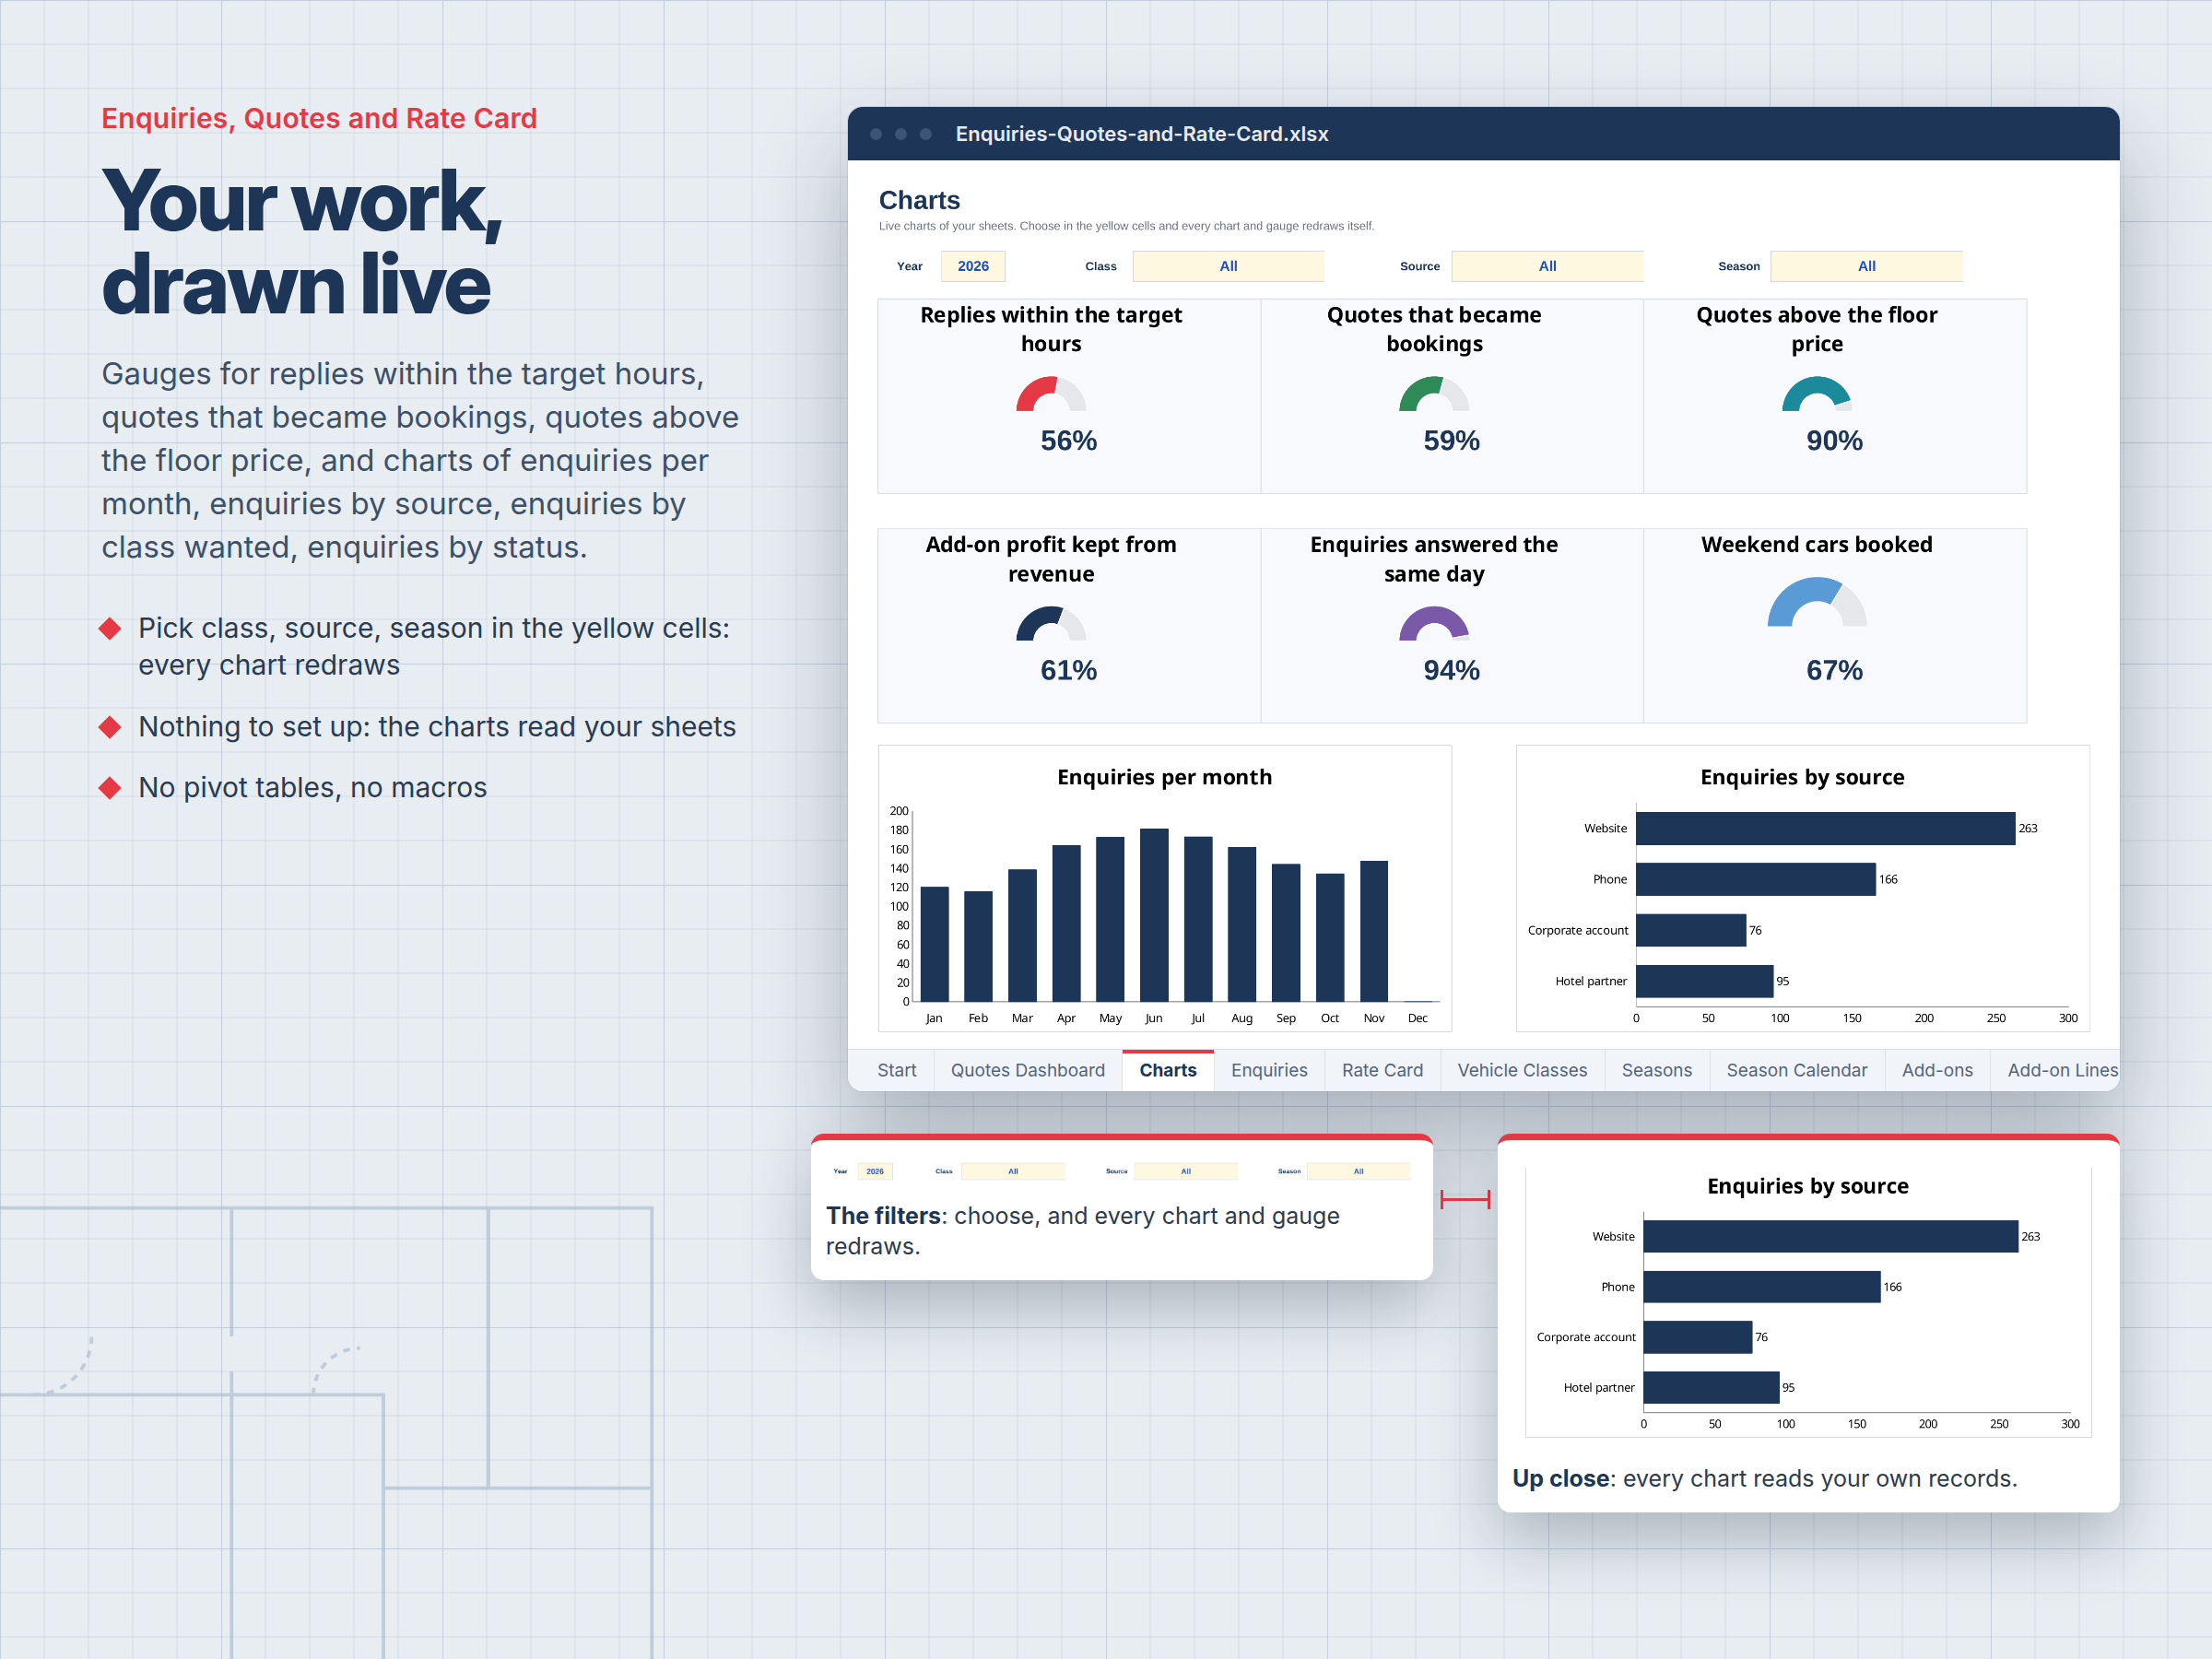 Enquiries, Quotes and Rate Card
Your work,
drawn live
Gauges for replies within the target hours,
quotes that became bookings, quotes above
the floor price, and charts of enquiries per
month, enquiries by source, enquiries by
class wanted, enquiries by status.
Pick class, source, season in the yellow cells:
every chart redraws
Nothing to set up: the charts read your sheets
No pivot tables, no macros
Enquiries-Quotes-and-Rate-Card.xlsx
Charts
Live charts of your sheets. Choose in the yellow cells and every chart and gauge redraws itself.
Year 2026 Class All Source All Season All
Replies within the target
hours
56%
Quotes that became
bookings
59%
Quotes above the floor
price
90%
Add-on profit kept from
revenue
61%
Enquiries answered the
same day
94%
Weekend cars booked
67%
Enquiries per month
200
180
160
140
120
100
80
60
40
20
0
Jan Feb Mar Apr May Jun Jul Aug Sep Oct Nov Dec
Enquiries by source
Website 263
Phone 166
Corporate account 76
Hotel partner 95
0 50 100 150 200 250 300
Start Quotes Dashboard Charts Enquiries Rate Card Vehicle Classes Seasons Season Calendar Add-ons Add-on Lines
Year 2026 Class All Source All Season All
The filters: choose, and every chart and gauge
redraws.
Enquiries by source
Website 263
Phone 166
Corporate account 76
Hotel partner 95
0 50 100 150 200 250 300
Up close: every chart reads your own records.